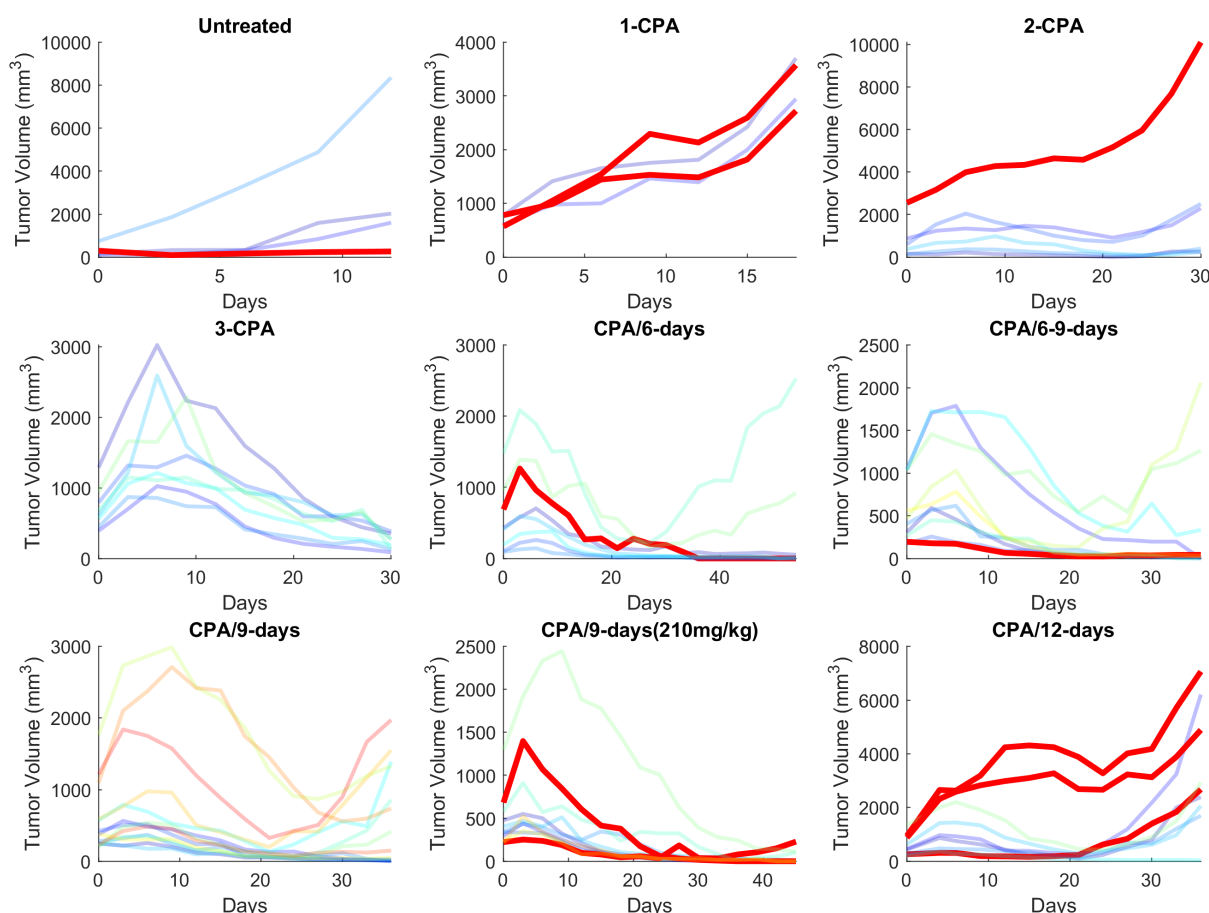 Untreated
10000
8000
6000
4000
2000
0
Tumor Volume (mm³)
0 5 10
Days
1-CPA
4000
3000
2000
1000
0
Tumor Volume (mm³)
0 5 10 15
Days
2-CPA
10000
8000
6000
4000
2000
0
Tumor Volume (mm³)
0 10 20 30
Days
3-CPA
3000
2000
1000
0
Tumor Volume (mm³)
0 10 20 30
Days
CPA/6-days
3000
2000
1000
0
Tumor Volume (mm³)
0 20 40
Days
CPA/6-9-days
2500
2000
1500
1000
500
0
Tumor Volume (mm³)
0 10 20 30
Days
CPA/9-days
3000
2000
1000
0
Tumor Volume (mm³)
0 10 20 30
Days
CPA/9-days(210mg/kg)
2500
2000
1500
1000
500
0
Tumor Volume (mm³)
0 10 20 30 40
Days
CPA/12-days
8000
6000
4000
2000
0
Tumor Volume (mm³)
0 10 20 30
Days